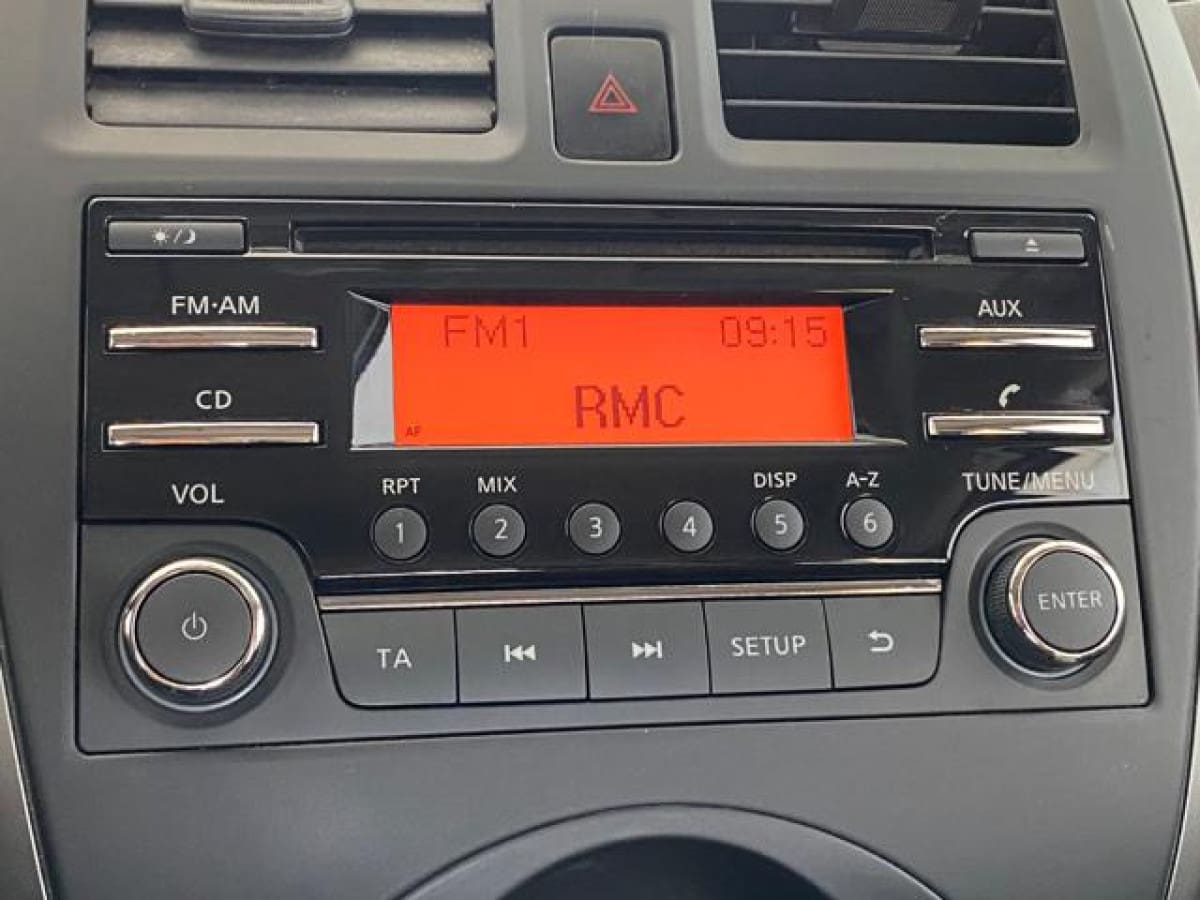 FM·AM
AUX
FM1 09:15
CD
RMC
AF
VOL
RPT MIX DISP A-Z
TUNE/MENU
1 2 3 4 5 6
ENTER
TA
SETUP